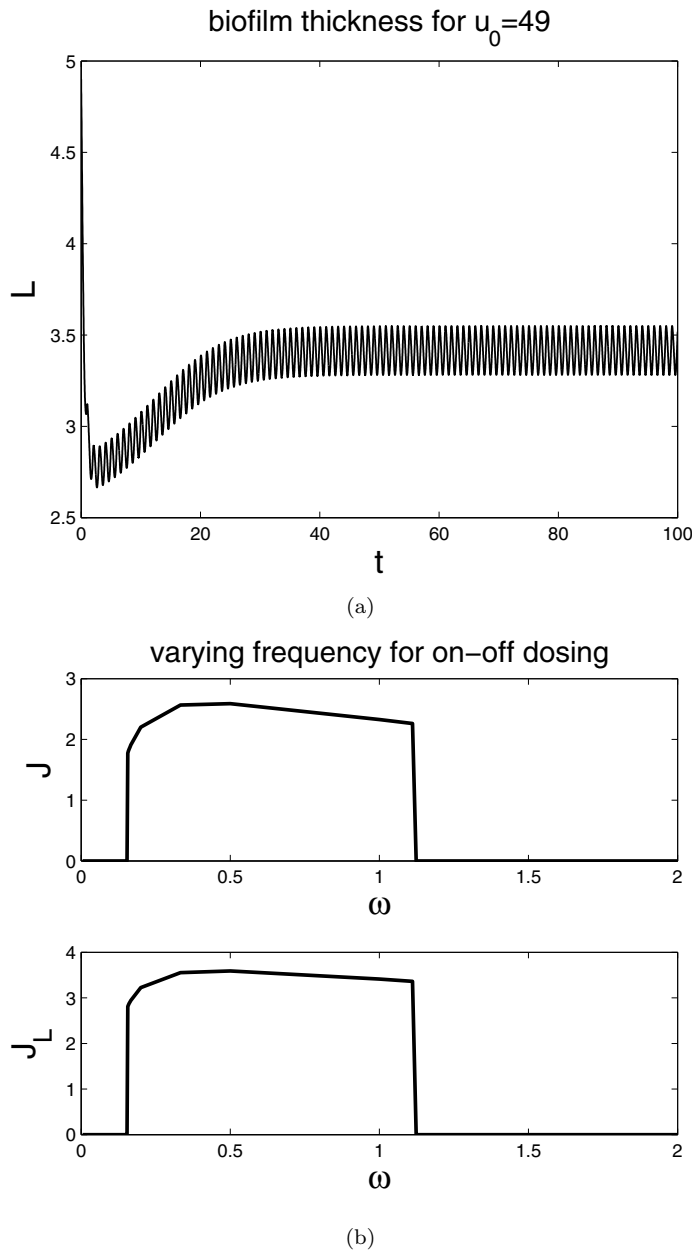 biofilm thickness for u_0=49
5
4.5
4
3.5
3
2.5
L
0 20 40 60 80 100
t
(a)
varying frequency for on−off dosing
3
2
1
0
J
0 0.5 1 1.5 2
ω
4
3
2
1
0
J_L
0 0.5 1 1.5 2
ω
(b)